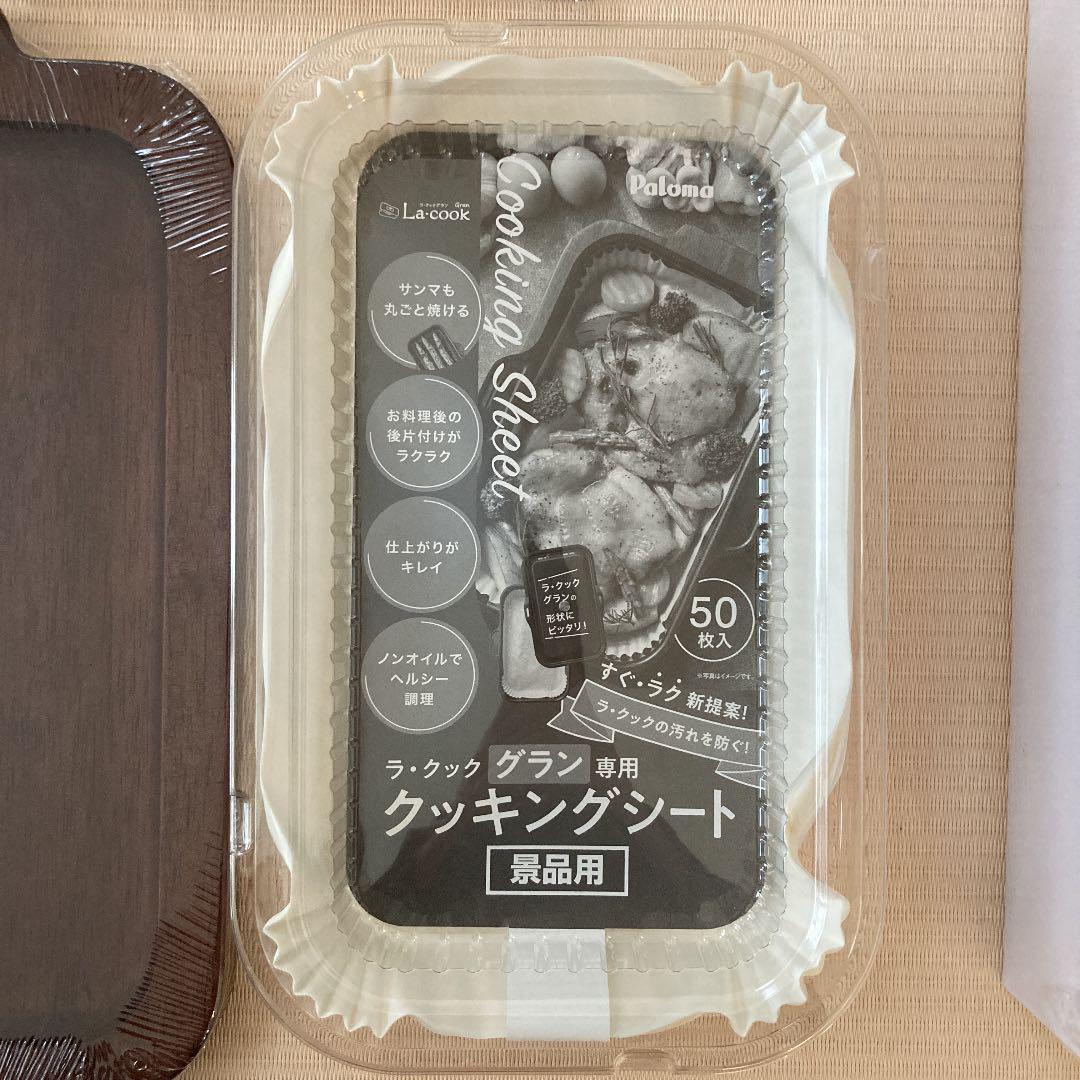 ラ・クックグラン
Gran
La・cook
Paloma
Cooking Sheet
サンマも
丸ごと焼ける
お料理後の
後片付けが
ラクラク
仕上がりが
キレイ
ノンオイルで
ヘルシー
調理
ラ・クック
グランの
形状に
ピッタリ!
50
枚入
※写真はイメージです。
すぐ・ラク 新提案!
ラ・クックの汚れを防ぐ!
ラ・クック グラン 専用
クッキングシート
景品用